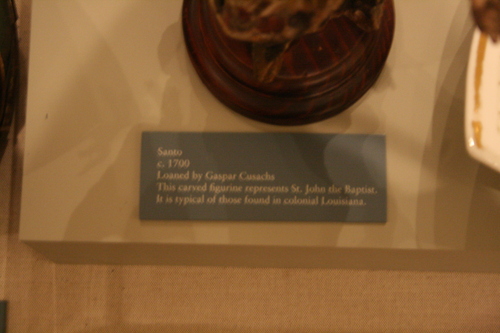 Santo
c. 1700
Loaned by Gaspar Cusachs
This carved figurine represents St. John the Baptist.
It is typical of those found in colonial Louisiana.